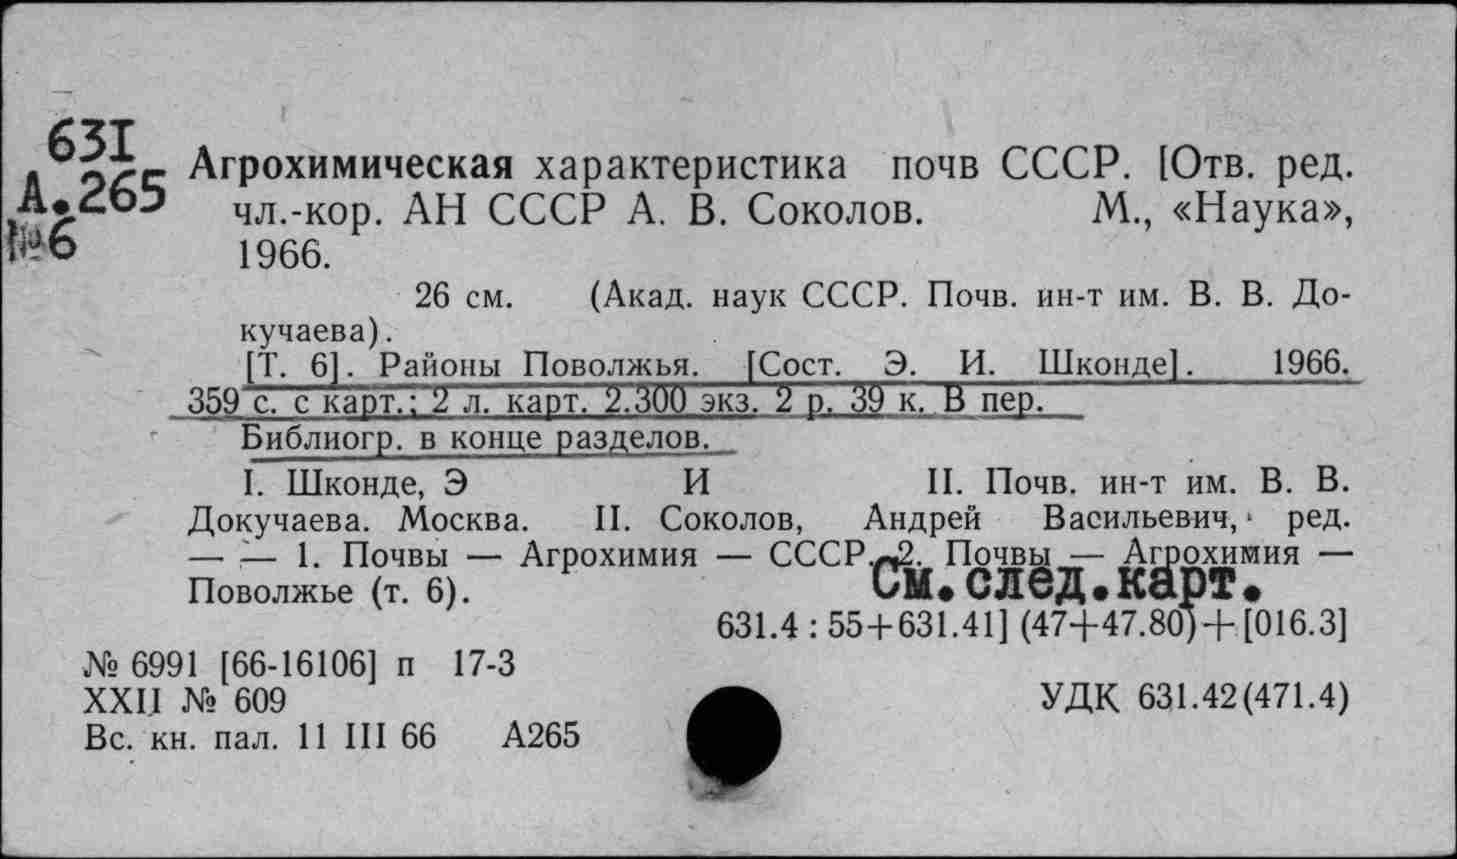 631
А.265
№6
Агрохимическая характеристика почв СССР. [Отв. ред.
чл.-кор. АН СССР А. В. Соколов. М., «Наука»,
1966.
26 см. (Акад. наук СССР. Почв. ин-т им. В. В. До-
кучаева).
[Т. 6]. Районы Поволжья. [Сост. Э. И. Шконде]. 1966.
359 с. с карт.; 2 л. карт. 2.300 экз. 2 р. 39 к. В пер.
Библиогр. в конце разделов.
I. Шконде, Э И II. Почв. ин-т им. В. В.
Докучаева. Москва. II. Соколов, Андрей Васильевич, ред.
— — 1. Почвы — Агрохимия — СССР. 2. Почвы — Агрохимия —
Поволжье (т. 6).
См.след.карт.
631.4 : 55+631.41] (47+47.80)+[016.3]
№ 6991 [66-16106] п 17-3
XXII № 609
УДК 631.42(471.4)
Вс. кн. пал. 11 III 66 А265